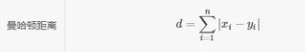 曼哈顿距离 $d = \sum_{i=1}^{n} |x_i - y_i|$